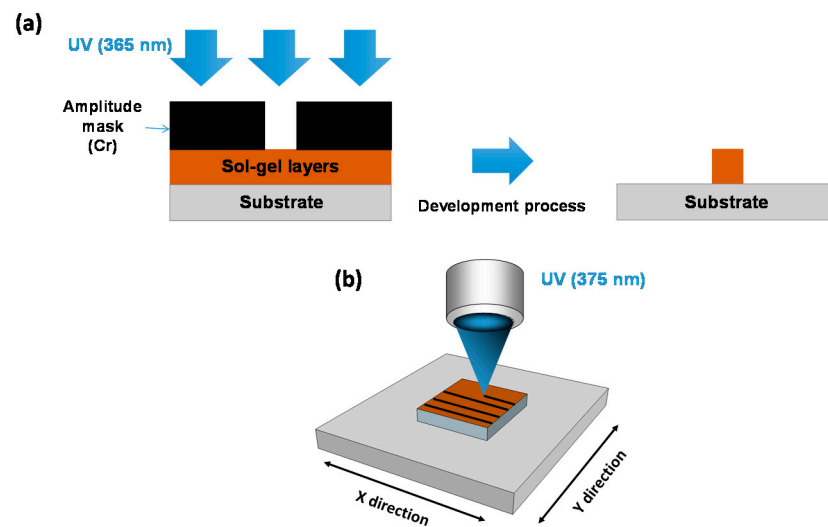 (a)
UV (365 nm)
Amplitude
mask
(Cr)
Sol-gel layers
Substrate
Development process
Substrate
(b)
UV (375 nm)
X direction
Y direction